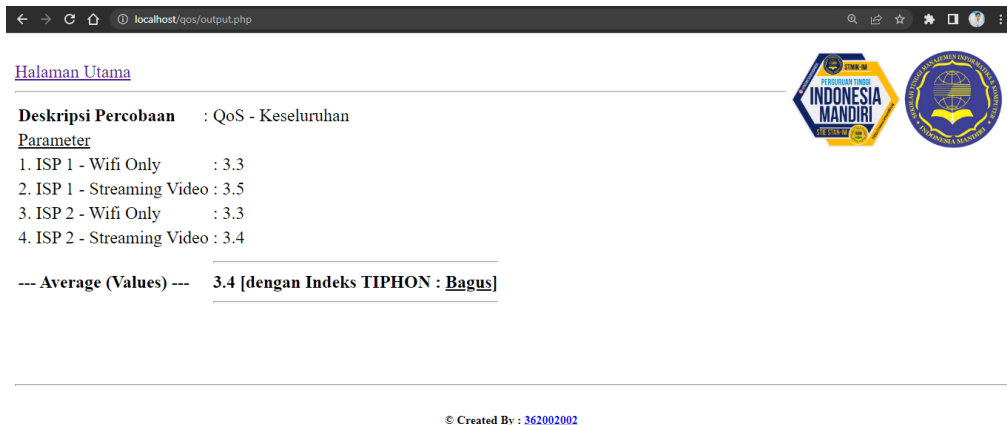 localhost/qos/output.php
Halaman Utama
STMIK-IM
PERGURUAN TINGGI
INDONESIA
MANDIRI
STIE STAN-IM
Deskripsi Percobaan : QoS - Keseluruhan
Parameter
1. ISP 1 - Wifi Only : 3.3
2. ISP 1 - Streaming Video : 3.5
3. ISP 2 - Wifi Only : 3.3
4. ISP 2 - Streaming Video : 3.4
--- Average (Values) --- 3.4 [dengan Indeks TIPHON : Bagus]
© Created By : 362002002